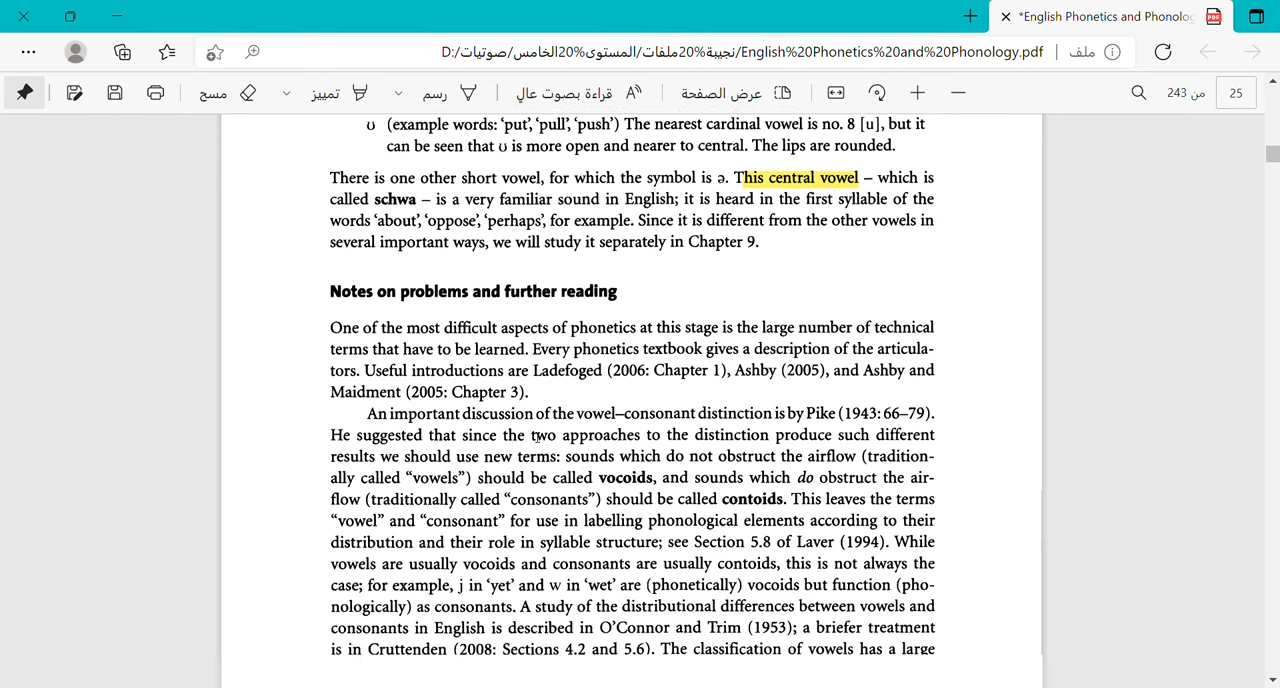 *English Phonetics and Phonolog
PDF
D:/صوتيات/المستوى%20الخامس/ملفات%20نجيبة/English%20Phonetics%20and%20Phonology.pdf
ملف
مسح
تمييز
رسم
قراءة بصوت عالٍ
عرض الصفحة
243 من
25
ʊ (example words: ‘put’, ‘pull’, ‘push’) The nearest cardinal vowel is no. 8 [u], but it
can be seen that ʊ is more open and nearer to central. The lips are rounded.
There is one other short vowel, for which the symbol is ə. This central vowel – which is
called schwa – is a very familiar sound in English; it is heard in the first syllable of the
words ‘about’, ‘oppose’, ‘perhaps’, for example. Since it is different from the other vowels in
several important ways, we will study it separately in Chapter 9.
Notes on problems and further reading
One of the most difficult aspects of phonetics at this stage is the large number of technical
terms that have to be learned. Every phonetics textbook gives a description of the articula-
tors. Useful introductions are Ladefoged (2006: Chapter 1), Ashby (2005), and Ashby and
Maidment (2005: Chapter 3).
An important discussion of the vowel–consonant distinction is by Pike (1943: 66–79).
He suggested that since the two approaches to the distinction produce such different
results we should use new terms: sounds which do not obstruct the airflow (tradition-
ally called “vowels”) should be called vocoids, and sounds which do obstruct the air-
flow (traditionally called “consonants”) should be called contoids. This leaves the terms
“vowel” and “consonant” for use in labelling phonological elements according to their
distribution and their role in syllable structure; see Section 5.8 of Laver (1994). While
vowels are usually vocoids and consonants are usually contoids, this is not always the
case; for example, j in ‘yet’ and w in ‘wet’ are (phonetically) vocoids but function (pho-
nologically) as consonants. A study of the distributional differences between vowels and
consonants in English is described in O’Connor and Trim (1953); a briefer treatment
is in Cruttenden (2008: Sections 4.2 and 5.6). The classification of vowels has a large